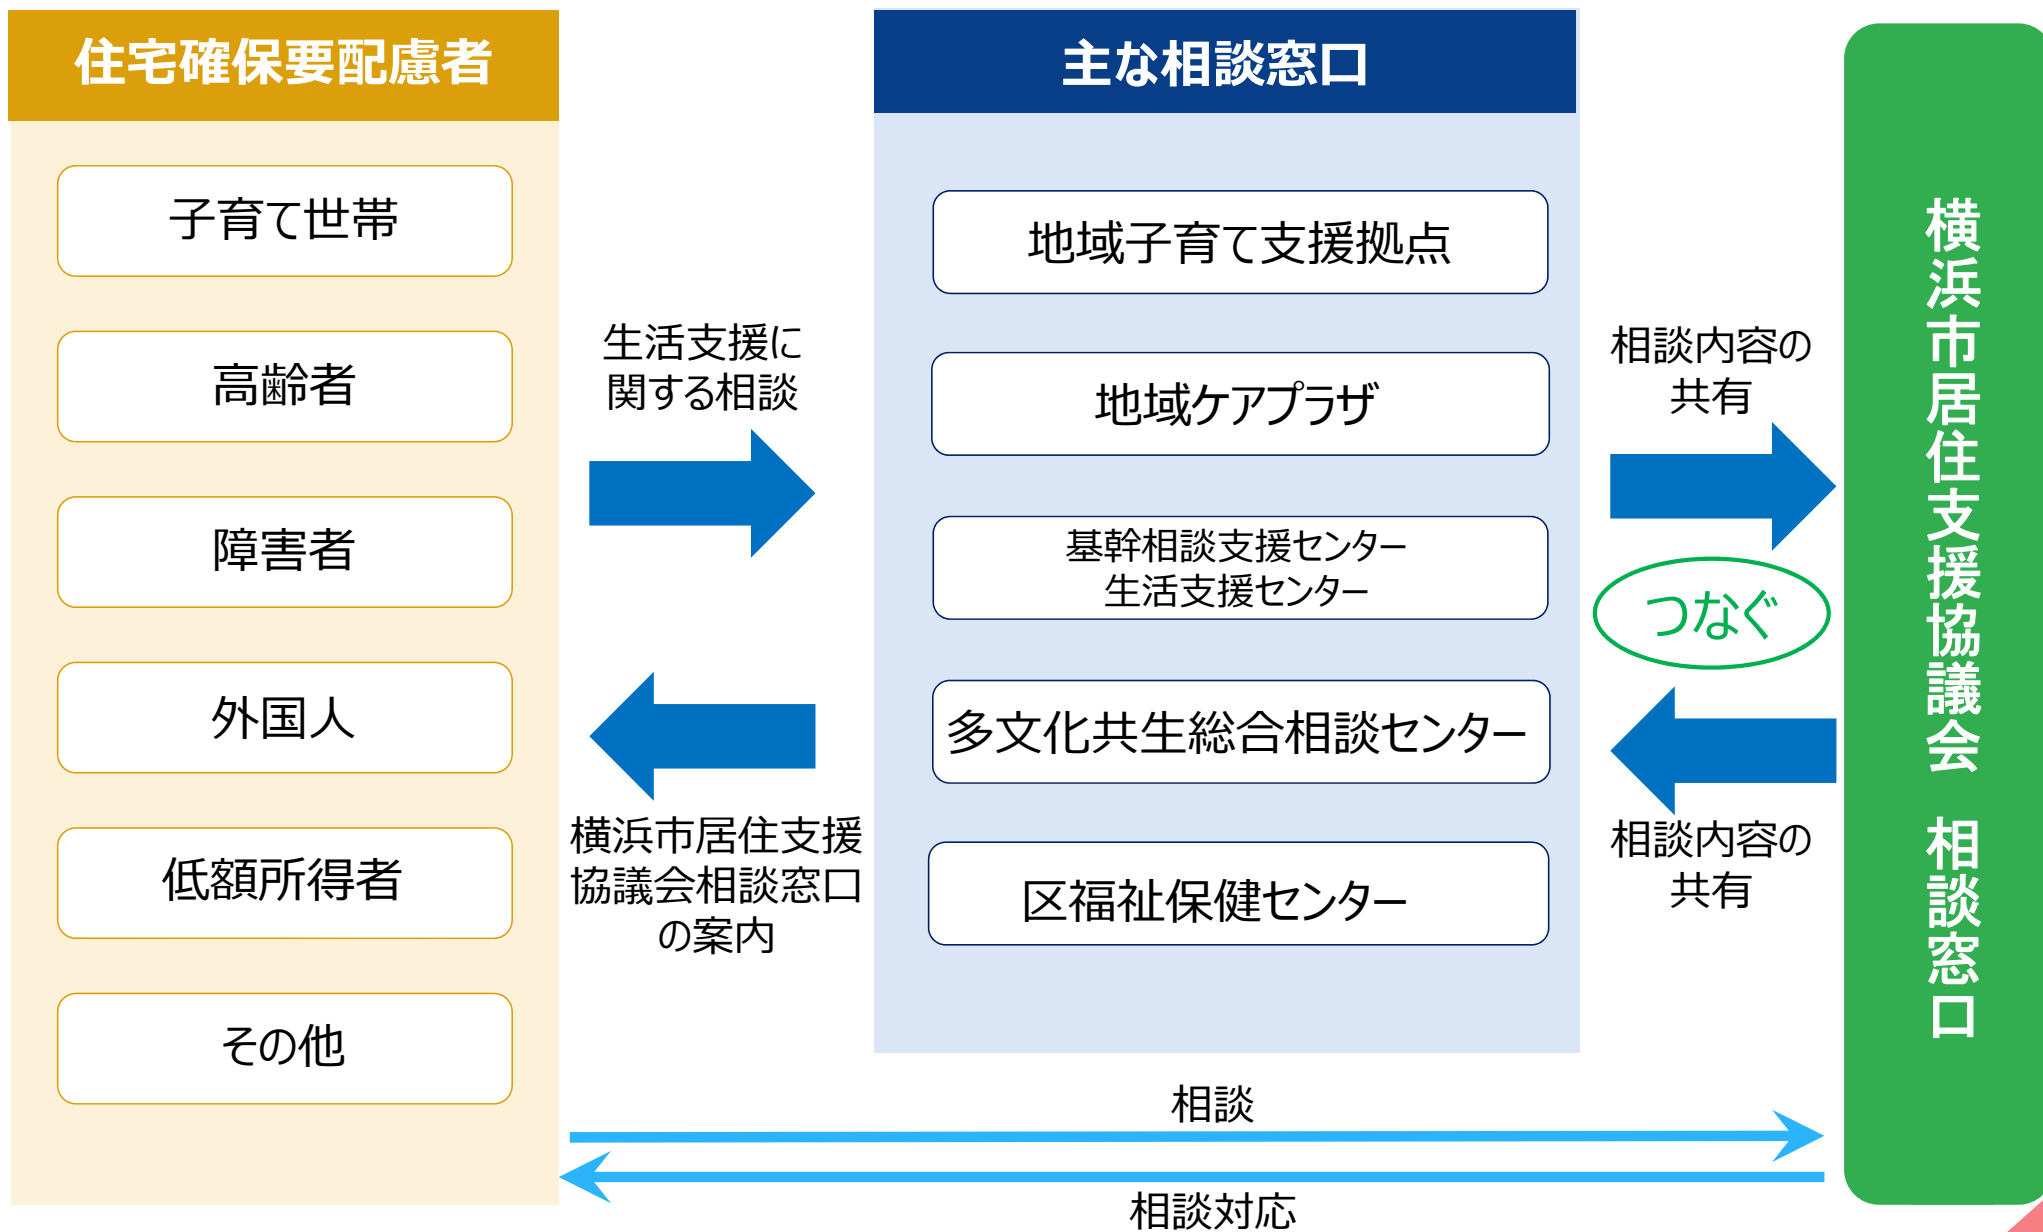 住宅確保要配慮者
子育て世帯
高齢者
障害者
外国人
低額所得者
その他
生活支援に
関する相談
横浜市居住支援
協議会相談窓口
の案内
主な相談窓口
地域子育て支援拠点
地域ケアプラザ
基幹相談支援センター
生活支援センター
多文化共生総合相談センター
区福祉保健センター
相談内容の
共有
つなぐ
相談内容の
共有
横浜市居住支援協議会　相談窓口
相談
相談対応